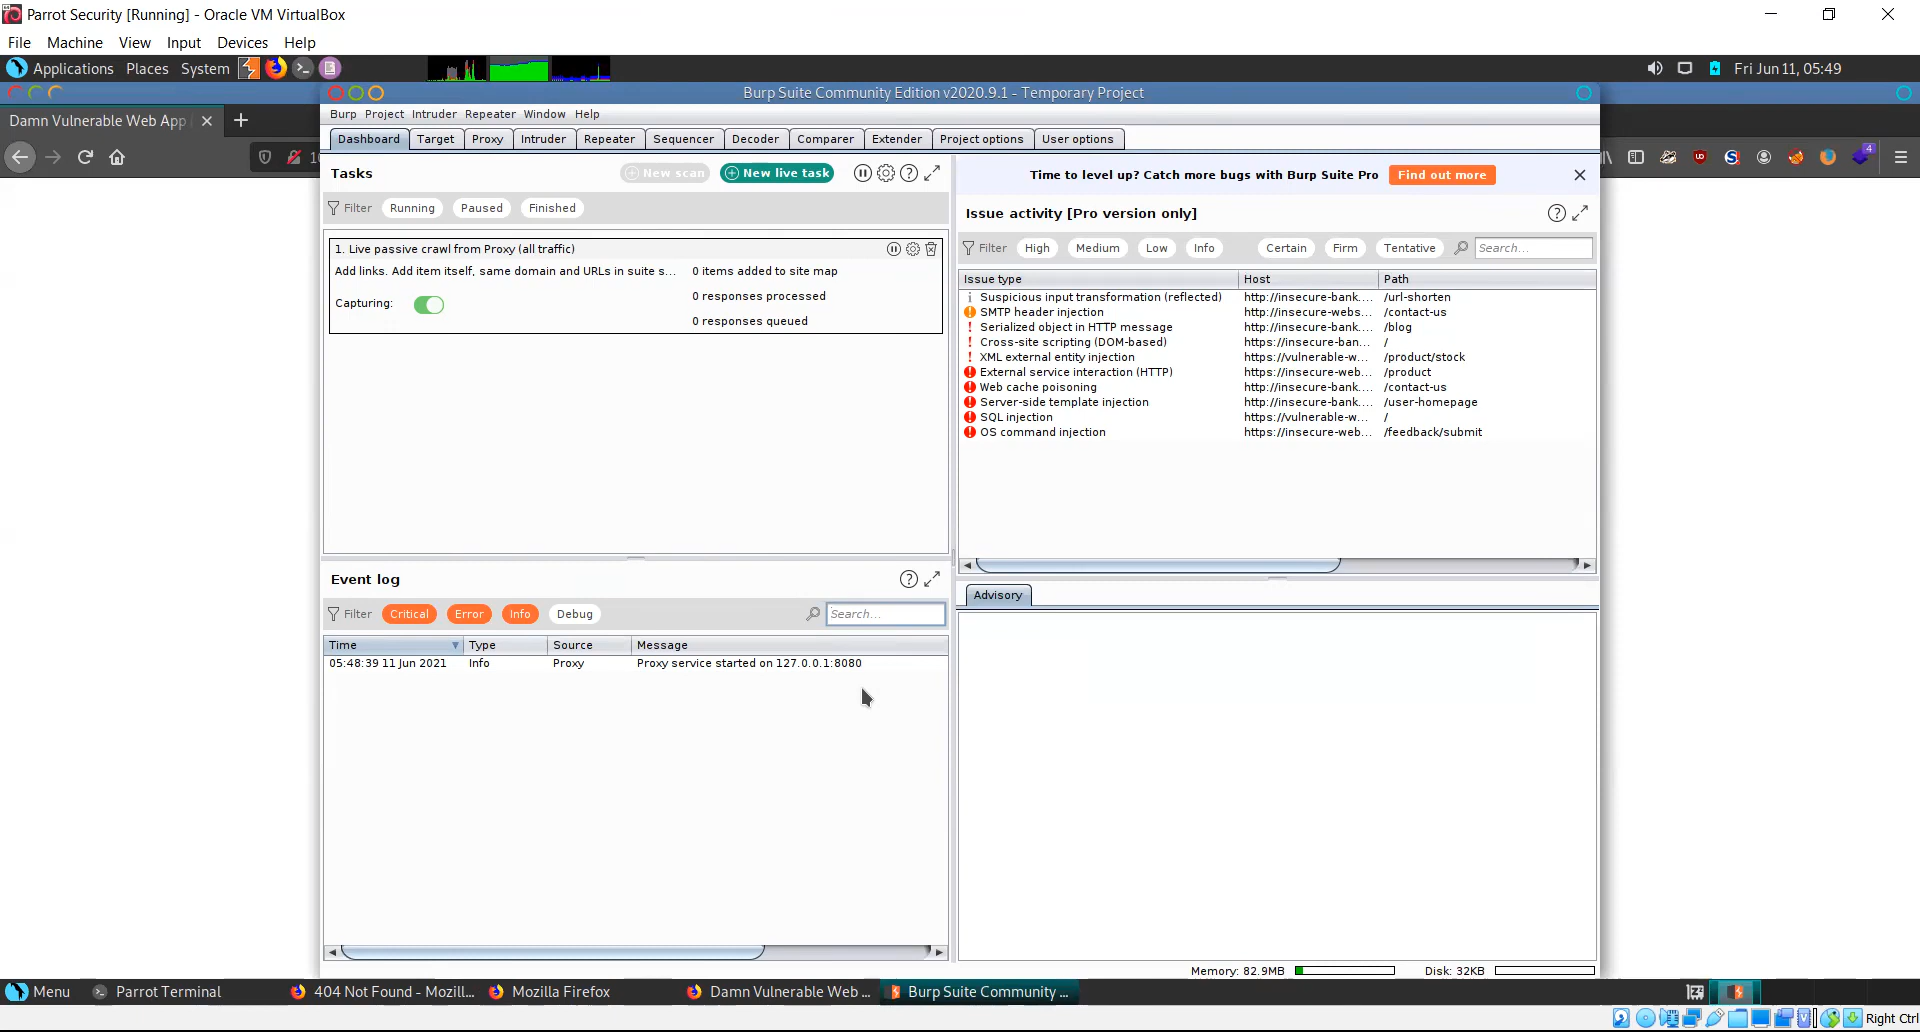 Parrot Security [Running] - Oracle VM VirtualBox
File Machine View Input Devices Help
Applications Places System
Fri Jun 11, 05:49
Burp Suite Community Edition v2020.9.1 - Temporary Project
Damn Vulnerable Web App
Burp Project Intruder Repeater Window Help
Dashboard Target Proxy Intruder Repeater Sequencer Decoder Comparer Extender Project options User options
4
Tasks
New scan
New live task
Filter Running Paused Finished
1. Live passive crawl from Proxy (all traffic)
Add links. Add item itself, same domain and URLs in suite s...
0 items added to site map
0 responses processed
Capturing:
0 responses queued
Time to level up? Catch more bugs with Burp Suite Pro
Find out more
Issue activity [Pro version only]
Filter High Medium Low Info Certain Firm Tentative Search...
Issue type Host Path
Suspicious input transformation (reflected) http://insecure-bank.... /url-shorten
SMTP header injection http://insecure-webs... /contact-us
Serialized object in HTTP message http://insecure-bank.... /blog
Cross-site scripting (DOM-based) https://insecure-ban... /
XML external entity injection https://vulnerable-w... /product/stock
External service interaction (HTTP) https://insecure-web... /product
Web cache poisoning http://insecure-bank.... /contact-us
Server-side template injection http://insecure-bank.... /user-homepage
SQL injection https://vulnerable-w... /
OS command injection https://insecure-web... /feedback/submit
Event log
Filter Critical Error Info Debug Search...
Time Type Source Message
05:48:39 11 Jun 2021 Info Proxy Proxy service started on 127.0.0.1:8080
Advisory
Memory: 82.9MB
Disk: 32KB
Menu
Parrot Terminal
404 Not Found - Mozill...
Mozilla Firefox
Damn Vulnerable Web ...
Burp Suite Community ...
Right Ctrl